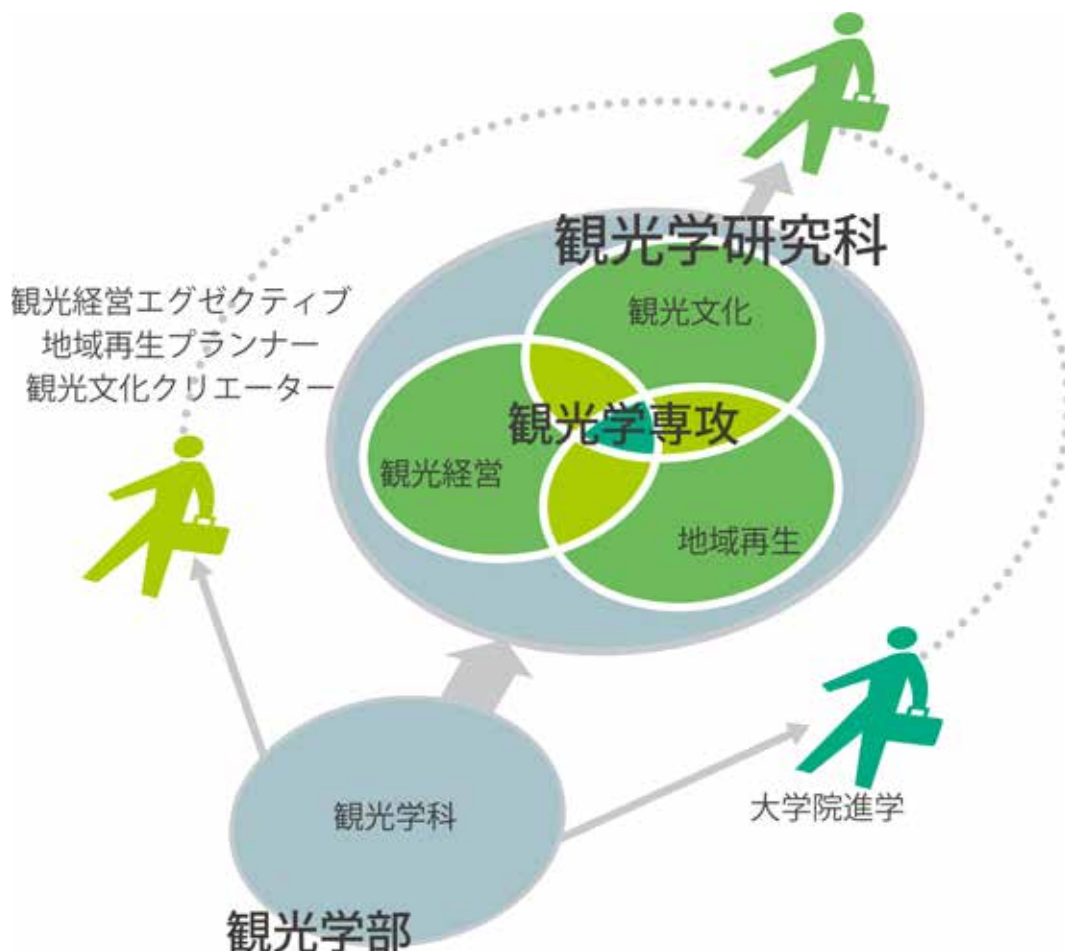 観光学研究科
観光文化
観光経営エグゼクティブ
地域再生プランナー
観光文化クリエーター
観光学専攻
観光経営
地域再生
大学院進学
観光学科
観光学部